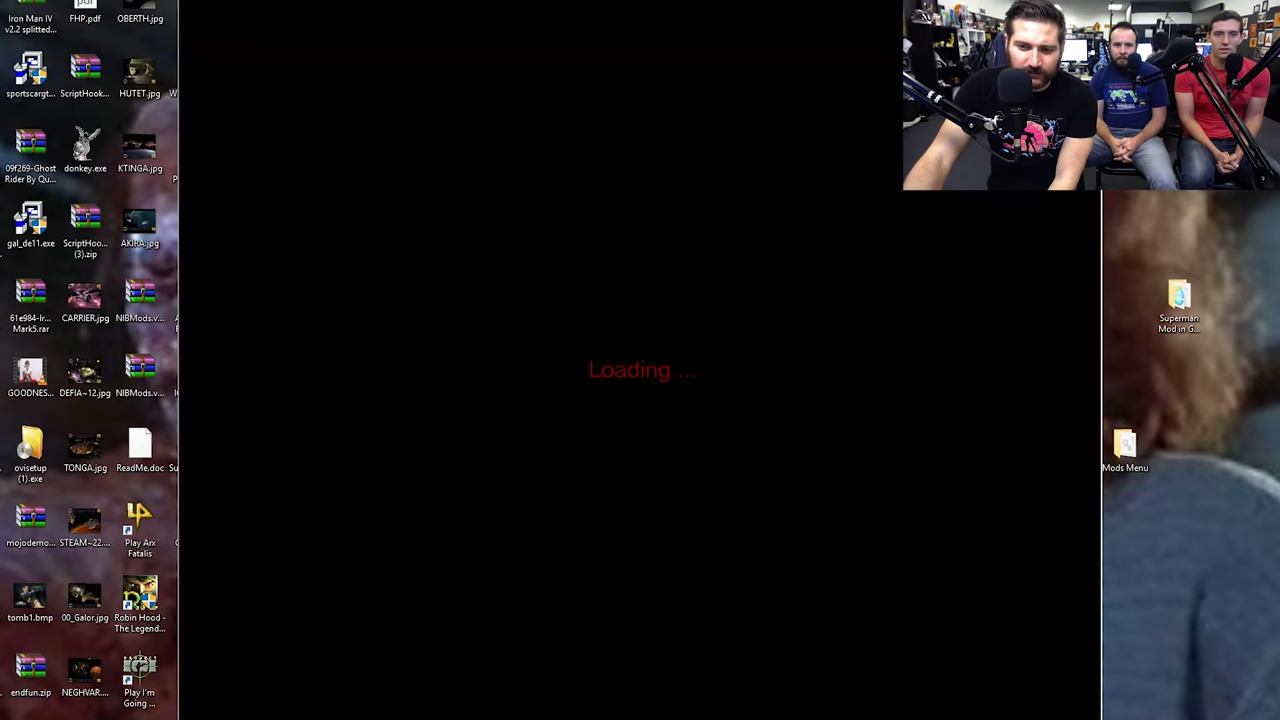 Iron Man IV
v2.2 splitted...
FHP.pdf
OBERTH.jpg
sportscargt...
ScriptHook...
HUTET.jpg
09f269-Ghost
Rider By Qu...
donkey.exe
KTINGA.jpg
gal_de11.exe
ScriptHoo...
(3).zip
AKIRA.jpg
61e984-Ir...
Mark5.rar
CARRIER.jpg
NIBMods.v...
GOODNES...
DEFIA~12.jpg
NIBMods.v...
ovisetup
(1).exe
TONGA.jpg
ReadMe.doc
mojodemo...
STEAM~22....
Play Arx
Fatalis
tomb1.bmp
00_Galor.jpg
Robin Hood -
The Legend...
endfun.zip
NEGHVAR....
Play I'm
Going ...
Loading ...
Superman
Mod in G...
Mods Menu